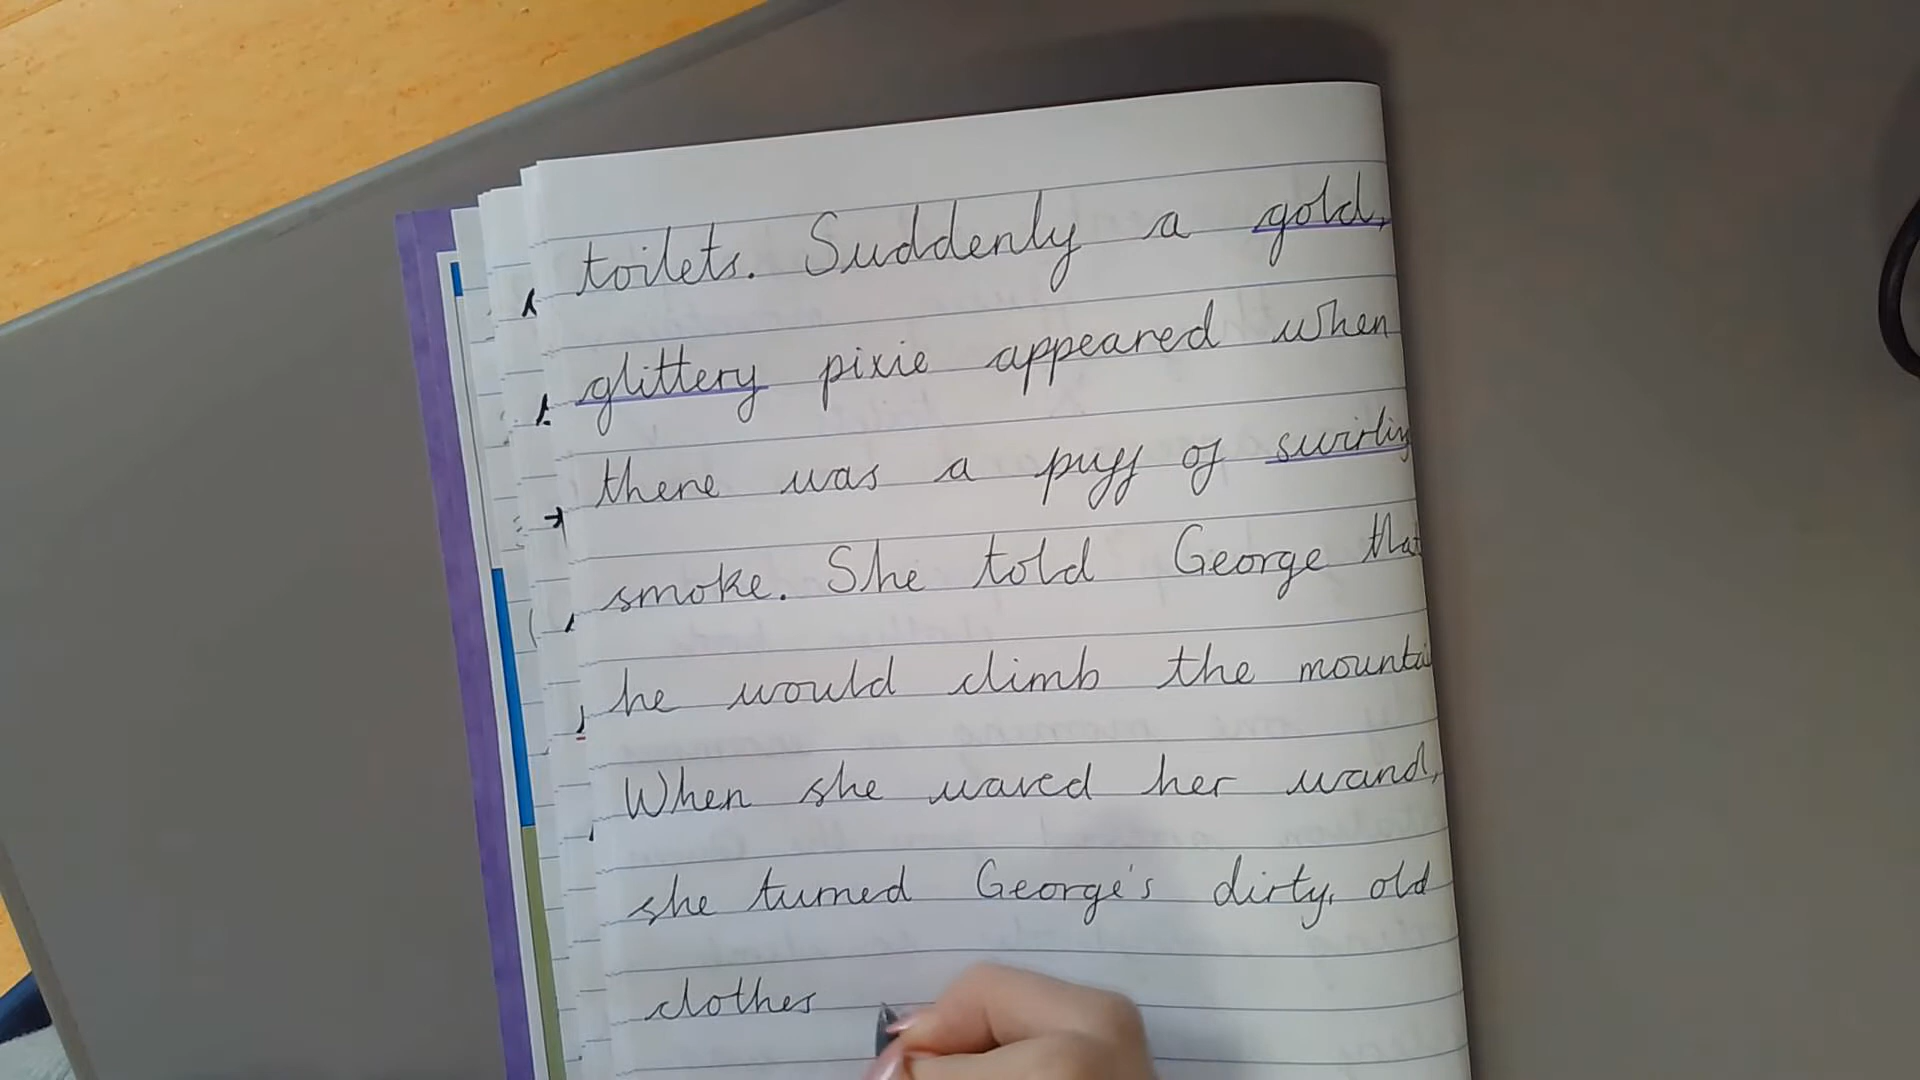 toilets. Suddenly a gold,
glittery pixie appeared when
there was a puff of swirling
smoke. She told George that
he would climb the mountai
When she waved her wand,
she turned George's dirty, old
clothes